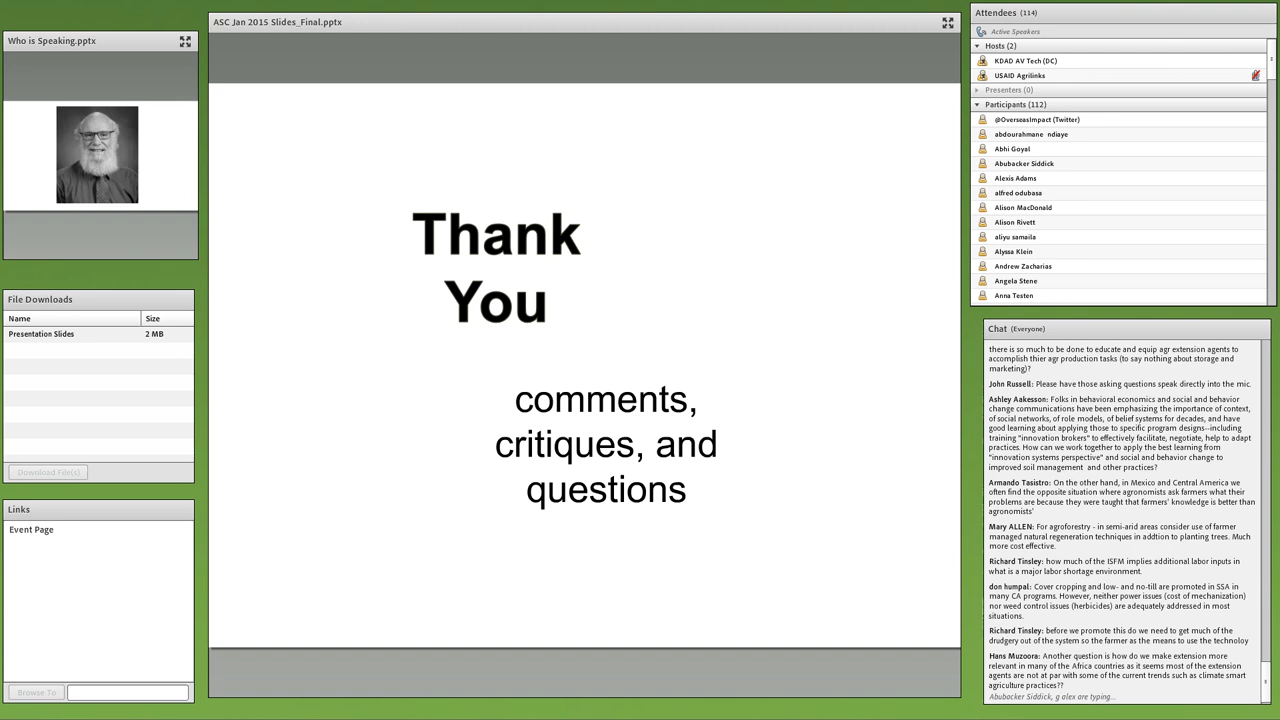 Who is Speaking.pptx
File Downloads
Name Size
Presentation Slides 2 MB
Download File(s)
Links
Event Page
Browse To
ASC Jan 2015 Slides_Final.pptx
Thank
You
comments,
critiques, and
questions
Attendees (114)
Active Speakers
Hosts (2)
KDAD AV Tech (DC)
USAID Agrilinks
Presenters (0)
Participants (112)
@OverseasImpact (Twitter)
abdourahmane ndiaye
Abhi Goyal
Abubacker Siddick
Alexis Adams
alfred odubasa
Alison MacDonald
Alison Rivett
aliyu samaila
Alyssa Klein
Andrew Zacharias
Angela Stene
Anna Testen
Chat (Everyone)
there is so much to be done to educate and equip agr extension agents to
accomplish thier agr production tasks (to say nothing about storage and
marketing)?
John Russell: Please have those asking questions speak directly into the mic.
Ashley Aakesson: Folks in behavioral economics and social and behavior
change communications have been emphasizing the importance of context,
of social networks, of role models, of belief systems for decades, and have
good learning about applying those to specific program designs--including
training "innovation brokers" to effectively facilitate, negotiate, help to adapt
practices. How can we work together to apply the best learning from
"innovation systems perspective" and social and behavior change to
improved soil management and other practices?
Armando Tasistro: On the other hand, in Mexico and Central America we
often find the opposite situation where agronomists ask farmers what their
problems are because they were taught that farmers' knowledge is better than
agronomists'
Mary ALLEN: For agroforestry - in semi-arid areas consider use of farmer
managed natural regeneration techniques in addtion to planting trees. Much
more cost effective.
Richard Tinsley: how much of the ISFM implies additional labor inputs in
what is a major labor shortage environment.
don humpal: Cover cropping and low- and no-till are promoted in SSA in
many CA programs. However, neither power issues (cost of mechanization)
nor weed control issues (herbicides) are adequately addressed in most
situations.
Richard Tinsley: before we promote this do we need to get much of the
drudgery out of the system so the farmer as the means to use the technoloy
Hans Muzoora: Another question is how do we make extension more
relevant in many of the Africa countries as it seems most of the extension
agents are not at par with some of the current trends such as climate smart
agriculture practices??
Abubacker Siddick, g alex are typing...